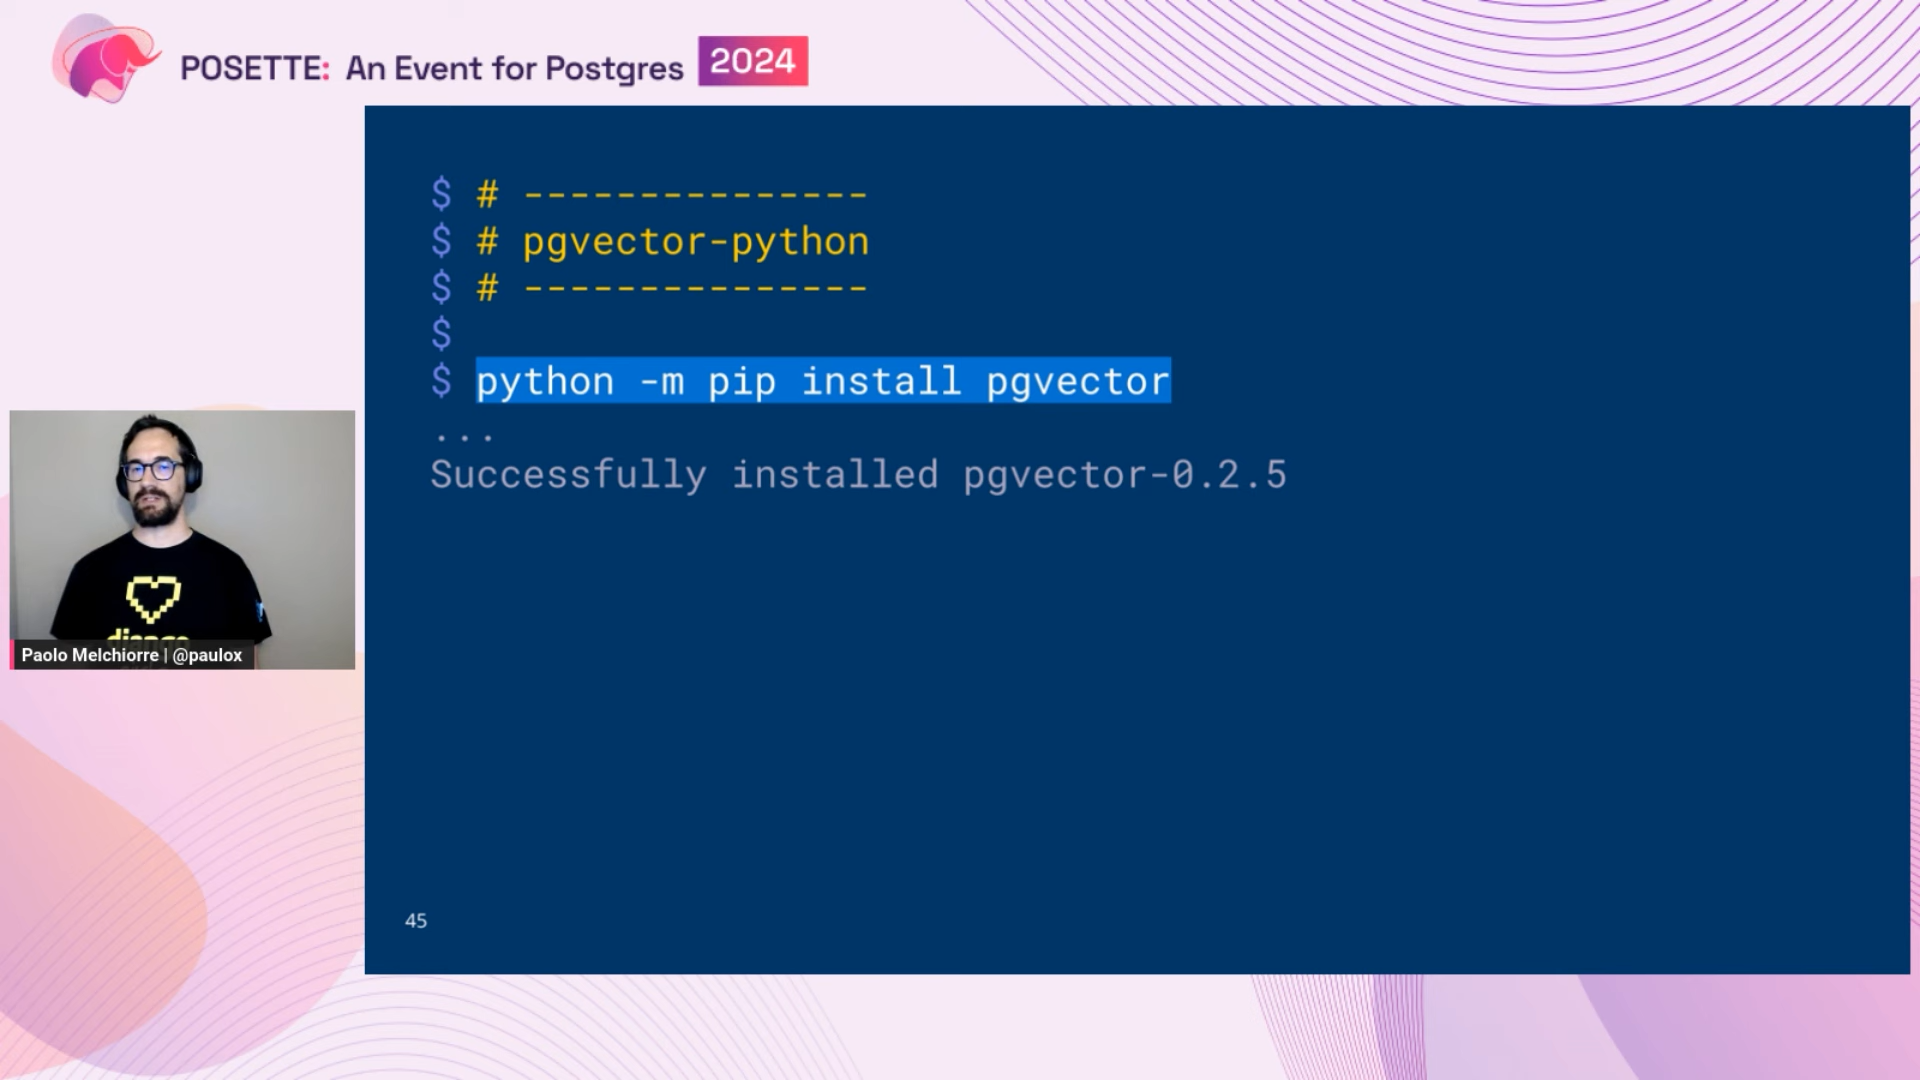 POSETTE: An Event for Postgres 2024
$ # ---------------
$ # pgvector-python
$ # ---------------
$
$ python -m pip install pgvector
...
Successfully installed pgvector-0.2.5
django
Paolo Melchiorre | @paulox
45